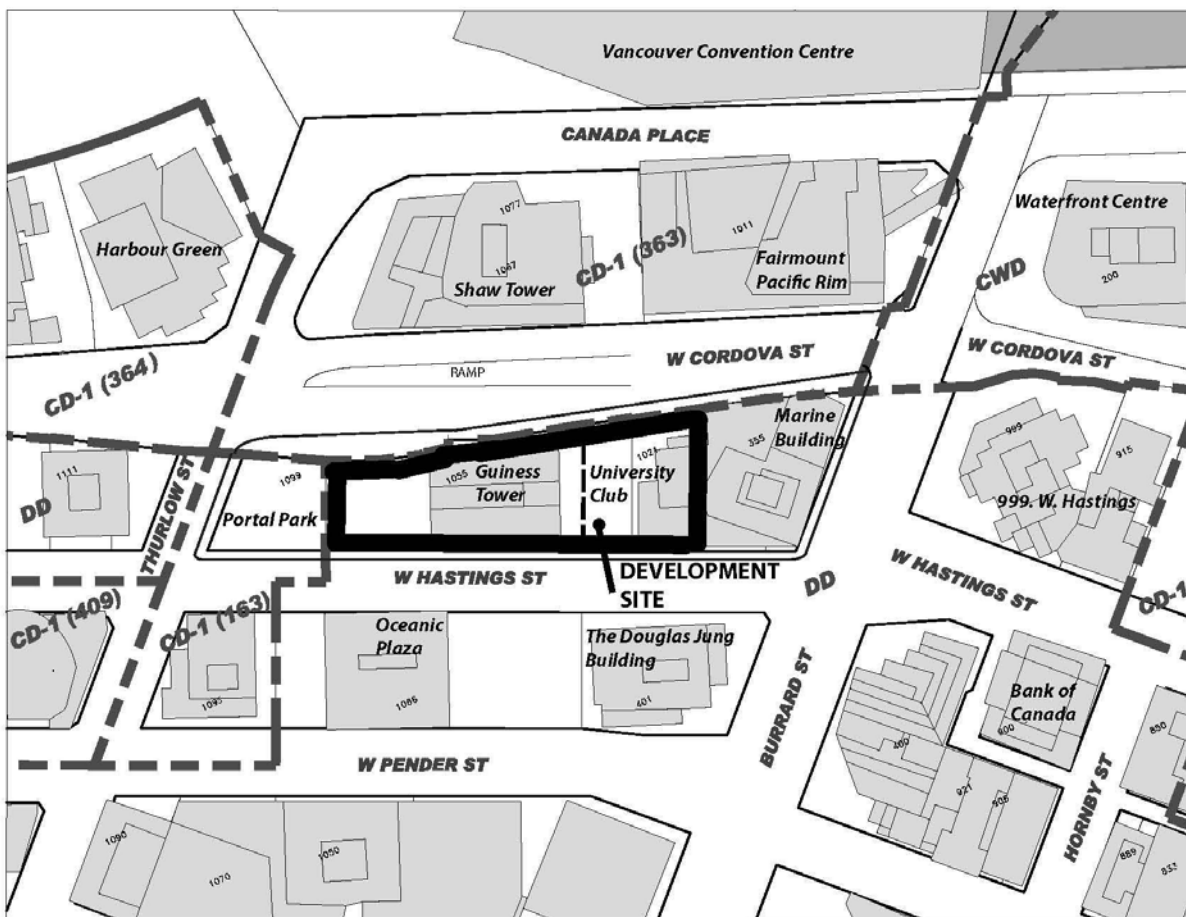 Vancouver Convention Centre
CANADA PLACE
Harbour Green
1077
1067
Shaw Tower
CD-1 (363)
1011
Fairmount
Pacific Rim
Waterfront Centre
200
CWD
W CORDOVA ST
W CORDOVA ST
RAMP
CD-1 (364)
1111
DD
THURLOW ST
1099
Portal Park
1055
Guiness
Tower
University
Club
1021
355
Marine
Building
999
915
999. W. Hastings
W HASTINGS ST
DEVELOPMENT
SITE
DD
W HASTINGS ST
CD-1
CD-1 (409)
CD-1 (163)
1095
Oceanic
Plaza
1066
The Douglas Jung
Building
401
BURRARD ST
Bank of
Canada
900
850
W PENDER ST
HORNBY ST
1090
1070
1050
921
889